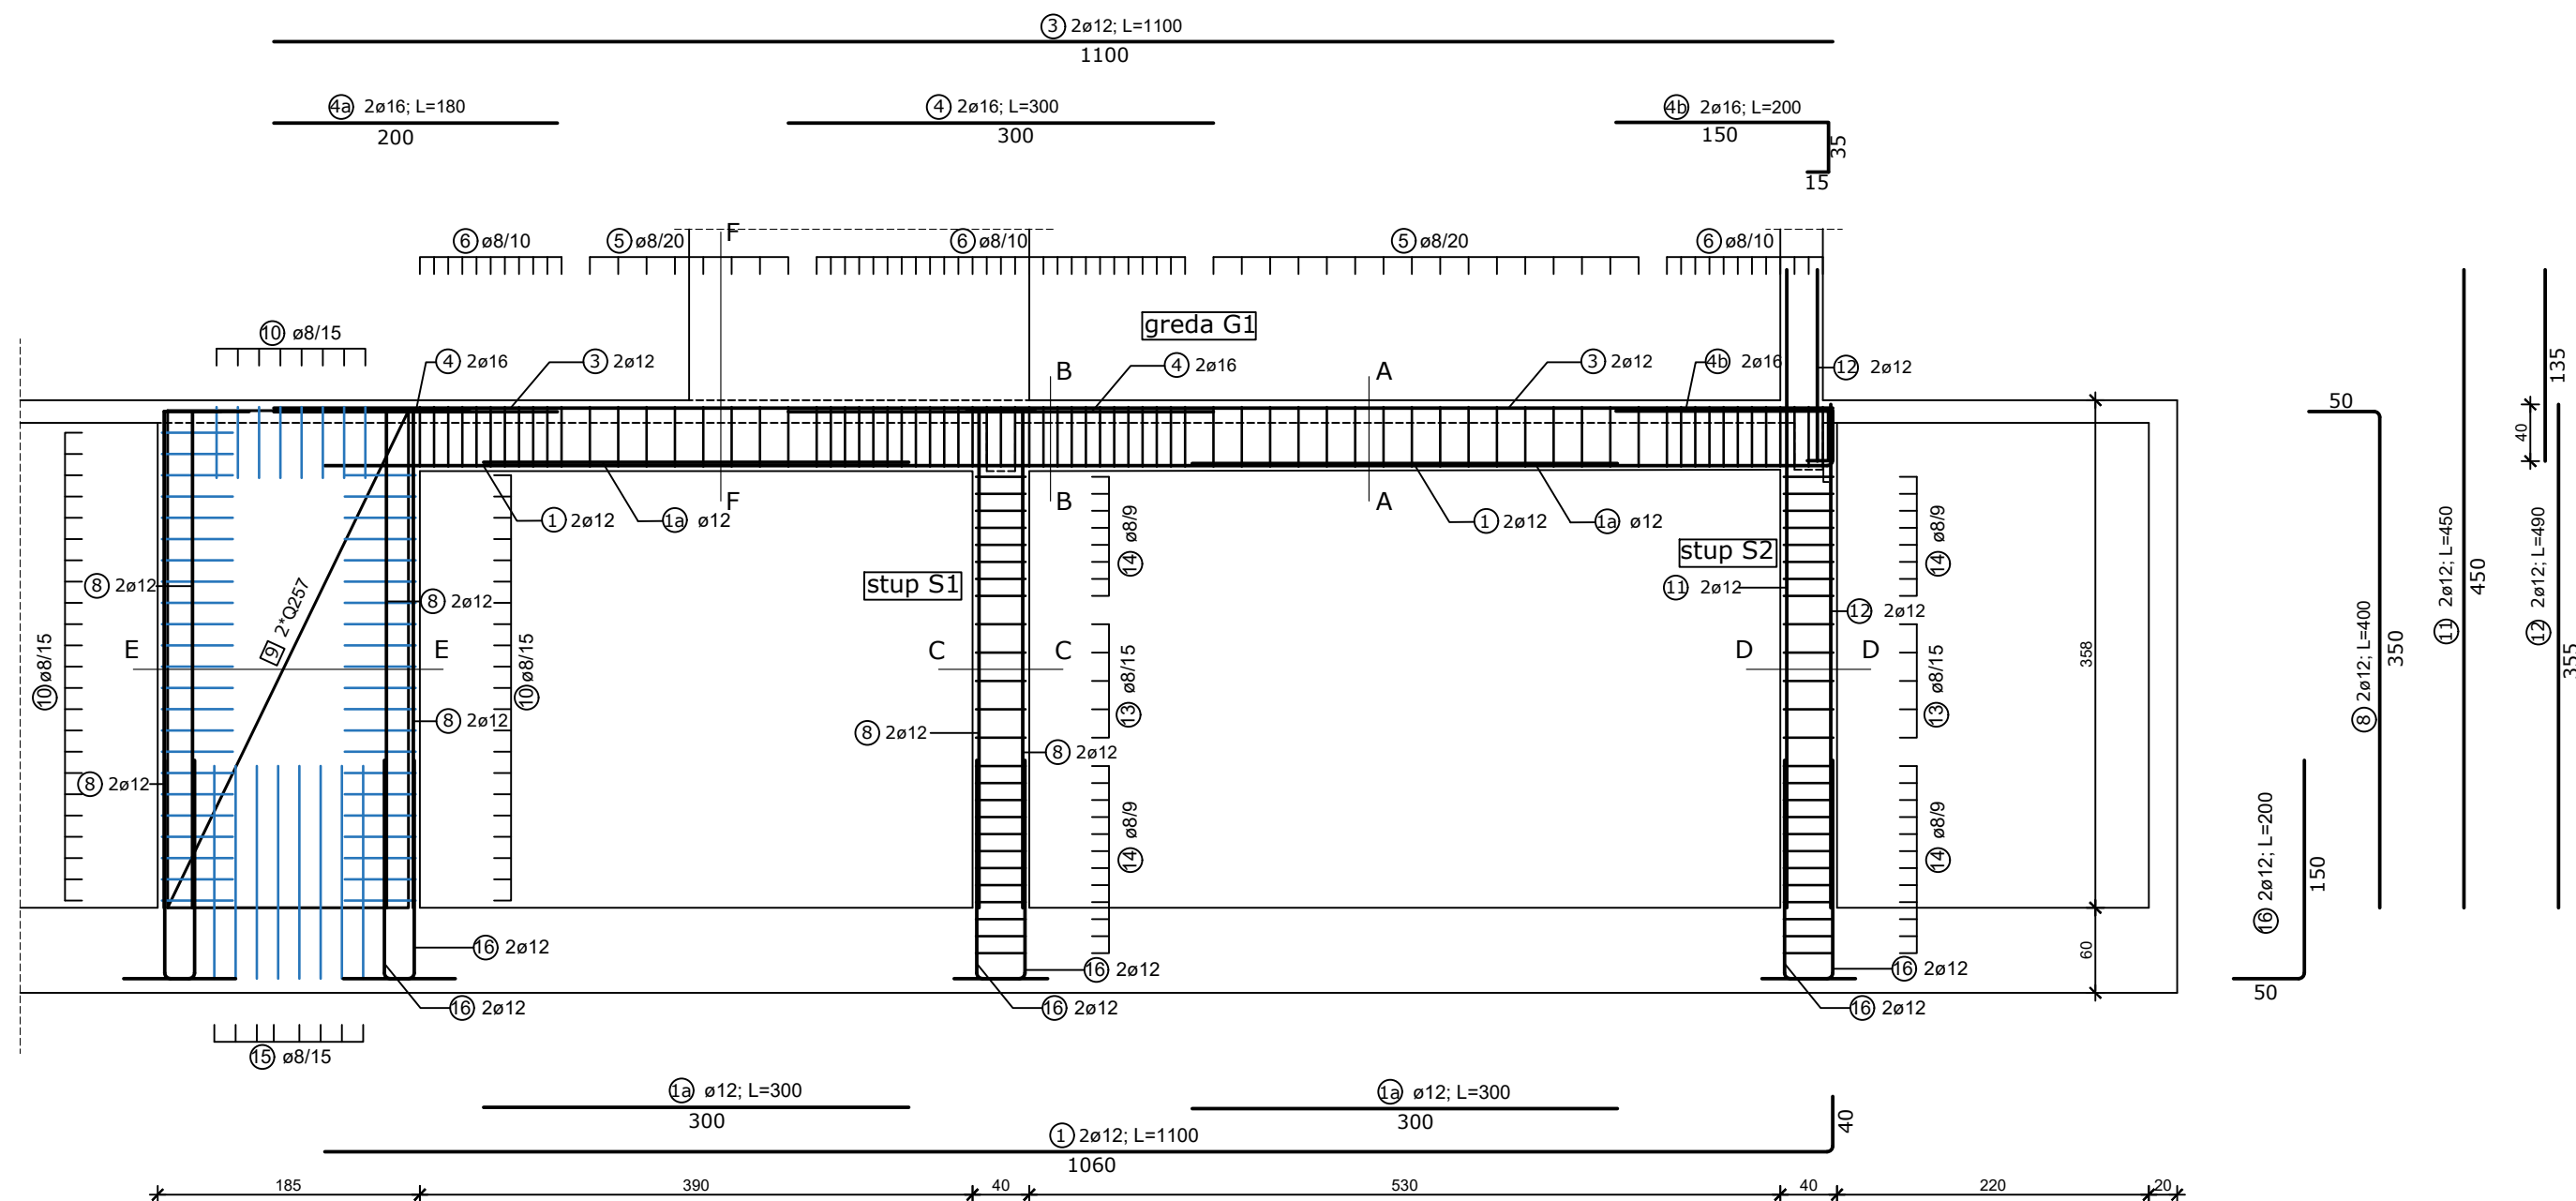 3 2ø12; L=1100
1100
4a 2ø16; L=180
200
4 2ø16; L=300
300
4b 2ø16; L=200
150
35
15
6 ø8/10
5 ø8/20
F
6 ø8/10
5 ø8/20
6 ø8/10
10 ø8/15
greda G1
4 2ø16
3 2ø12
B
4 2ø16
A
3 2ø12
4b 2ø16
12 2ø12
135
40
50
F
B
A
1 2ø12
1a ø12
1 2ø12
1a ø12
14 ø8/9
14 ø8/9
stup S1
stup S2
8 2ø12
9 2*Q257
8 2ø12
11 2ø12
12 2ø12
E
E
C
C
D
D
10 ø8/15
10 ø8/15
13 ø8/15
13 ø8/15
358
8 2ø12; L=400
350
11 2ø12; L=450
450
12 2ø12; L=490
355
8 2ø12
8 2ø12
8 2ø12
8 2ø12
14 ø8/9
14 ø8/9
16 2ø12; L=200
150
50
60
16 2ø12
16 2ø12
16 2ø12
16 2ø12
16 2ø12
16 2ø12
15 ø8/15
1a ø12; L=300
300
1a ø12; L=300
300
1 2ø12; L=1100
1060
40
185
390
40
530
40
220
20